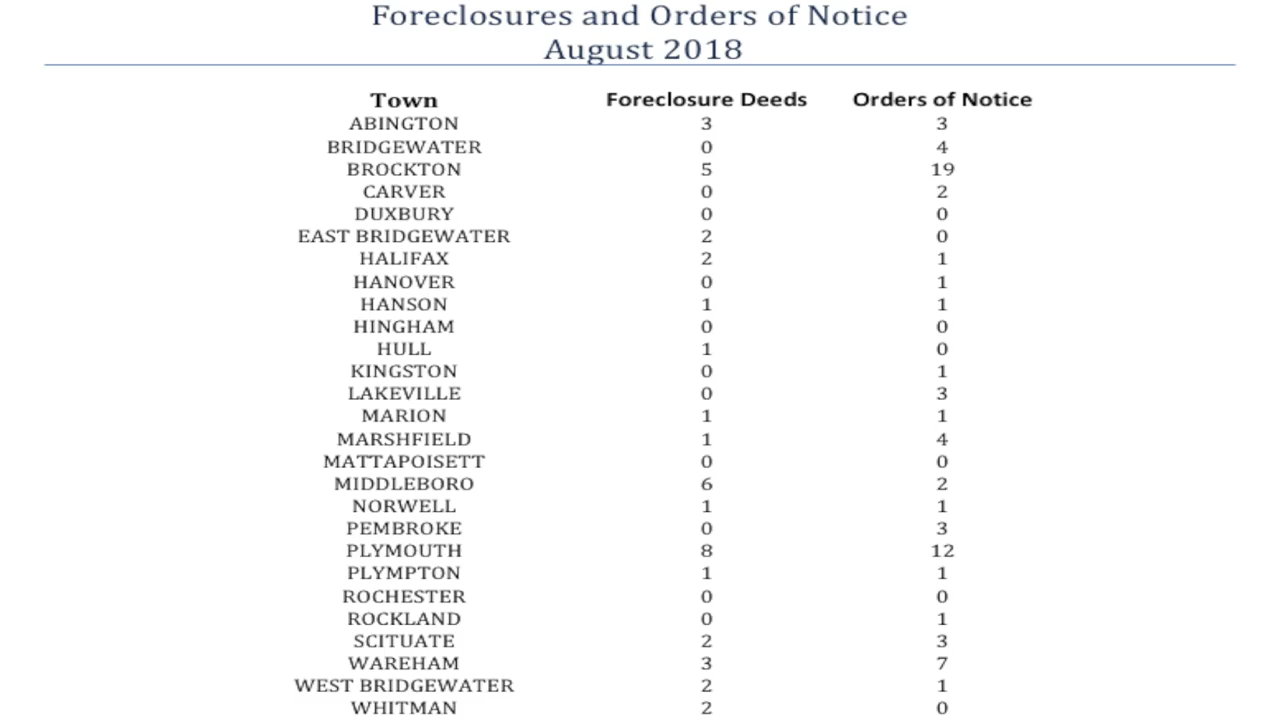 Foreclosures and Orders of Notice
August 2018
Town Foreclosure Deeds Orders of Notice
ABINGTON 3 3
BRIDGEWATER 0 4
BROCKTON 5 19
CARVER 0 2
DUXBURY 0 0
EAST BRIDGEWATER 2 0
HALIFAX 2 1
HANOVER 0 1
HANSON 1 1
HINGHAM 0 0
HULL 1 0
KINGSTON 0 1
LAKEVILLE 0 3
MARION 1 1
MARSHFIELD 1 4
MATTAPOISETT 0 0
MIDDLEBORO 6 2
NORWELL 1 1
PEMBROKE 0 3
PLYMOUTH 8 12
PLYMPTON 1 1
ROCHESTER 0 0
ROCKLAND 0 1
SCITUATE 2 3
WAREHAM 3 7
WEST BRIDGEWATER 2 1
WHITMAN 2 0